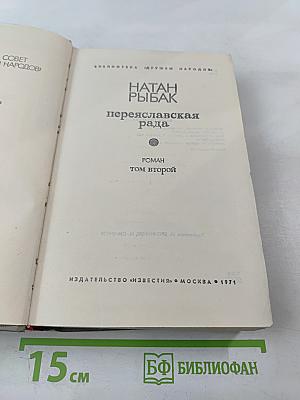 СОВЕТ
НАРОДОВ»
БИБЛИОТЕКА «ДРУЖБЫ НАРОДОВ»
НАТАН
РЫБАК
переяславская
рада
РОМАН
том второй
ИЗДАТЕЛЬСТВО «ИЗВЕСТИЯ» • МОСКВА • 1971
15 см
БФ БИБЛИОФАН